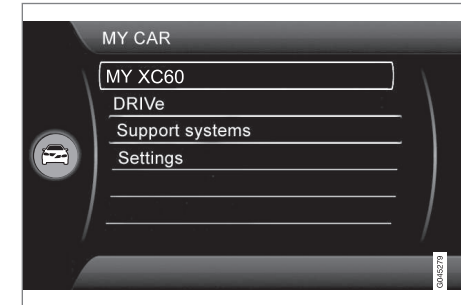 MY CAR
MY XC60
DRIVe
Support systems
Settings
G045279